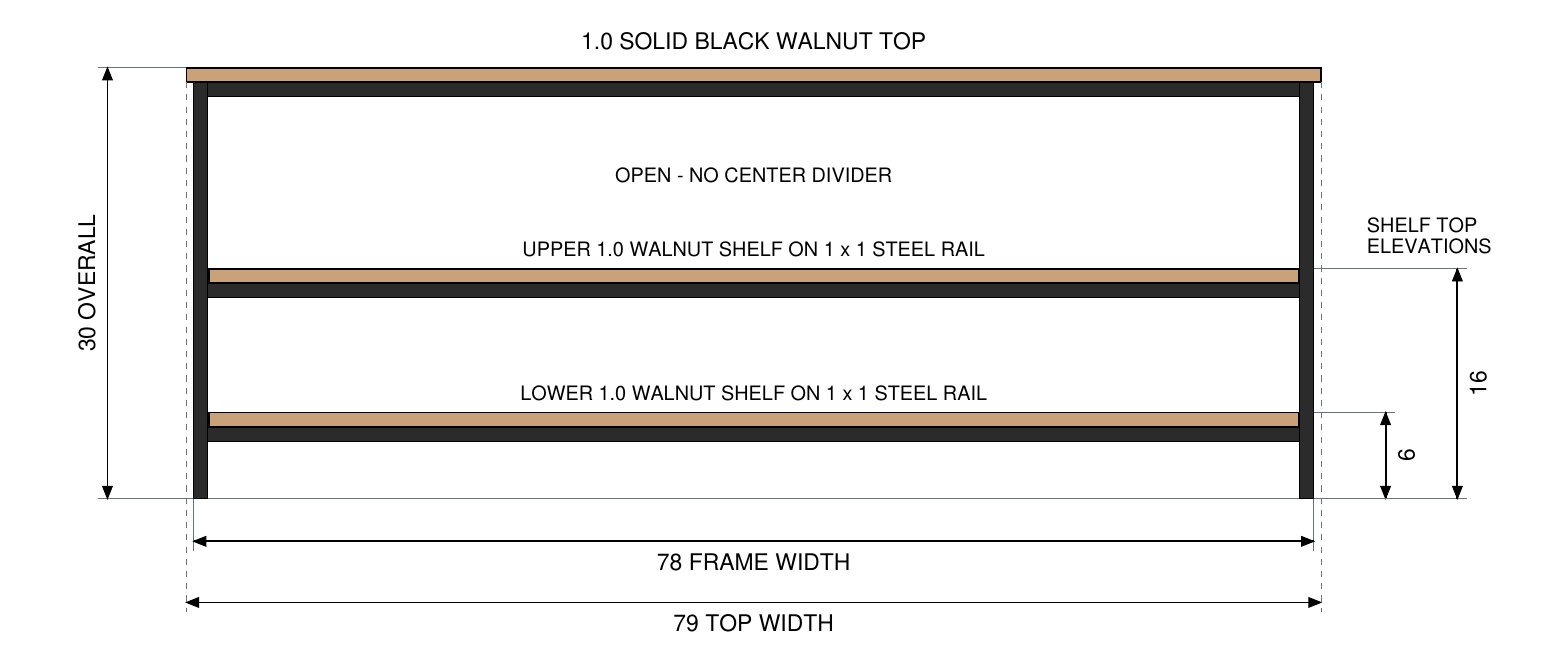 1.0 SOLID BLACK WALNUT TOP
OPEN - NO CENTER DIVIDER
UPPER 1.0 WALNUT SHELF ON 1 x 1 STEEL RAIL
SHELF TOP
ELEVATIONS
30 OVERALL
16
LOWER 1.0 WALNUT SHELF ON 1 x 1 STEEL RAIL
6
78 FRAME WIDTH
79 TOP WIDTH